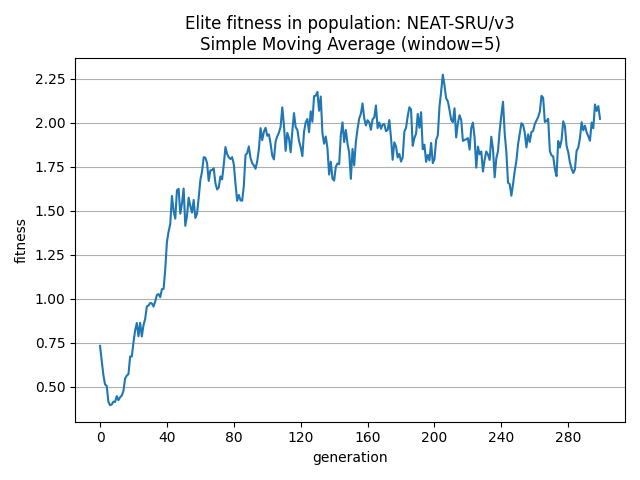 Elite fitness in population: NEAT-SRU/v3
Simple Moving Average (window=5)
fitness
2.25
2.00
1.75
1.50
1.25
1.00
0.75
0.50
0 40 80 120 160 200 240 280
generation